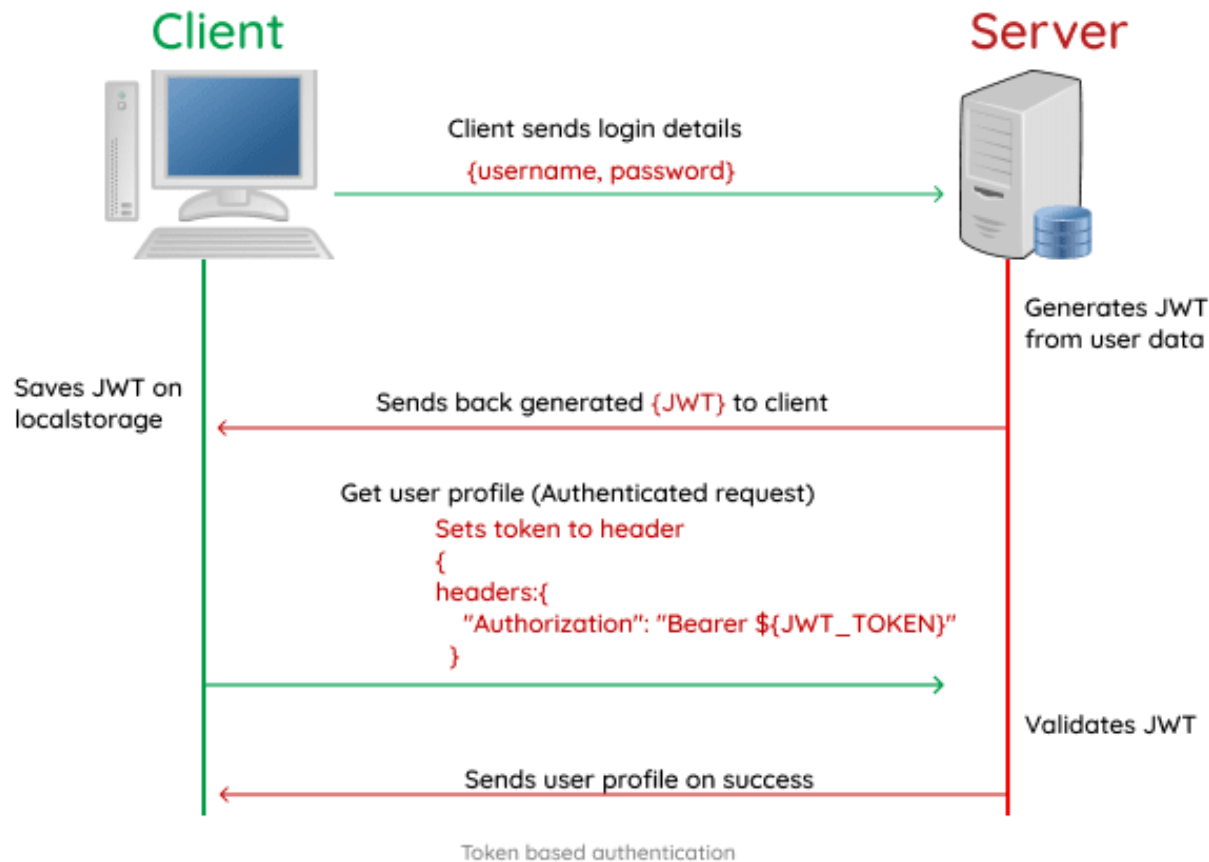 Client
Server
Client sends login details
{username, password}
Generates JWT
from user data
Saves JWT on
localstorage
Sends back generated {JWT} to client
Get user profile (Authenticated request)
Sets token to header
{
headers:{
"Authorization": "Bearer ${JWT_TOKEN}"
}
Validates JWT
Sends user profile on success
Token based authentication